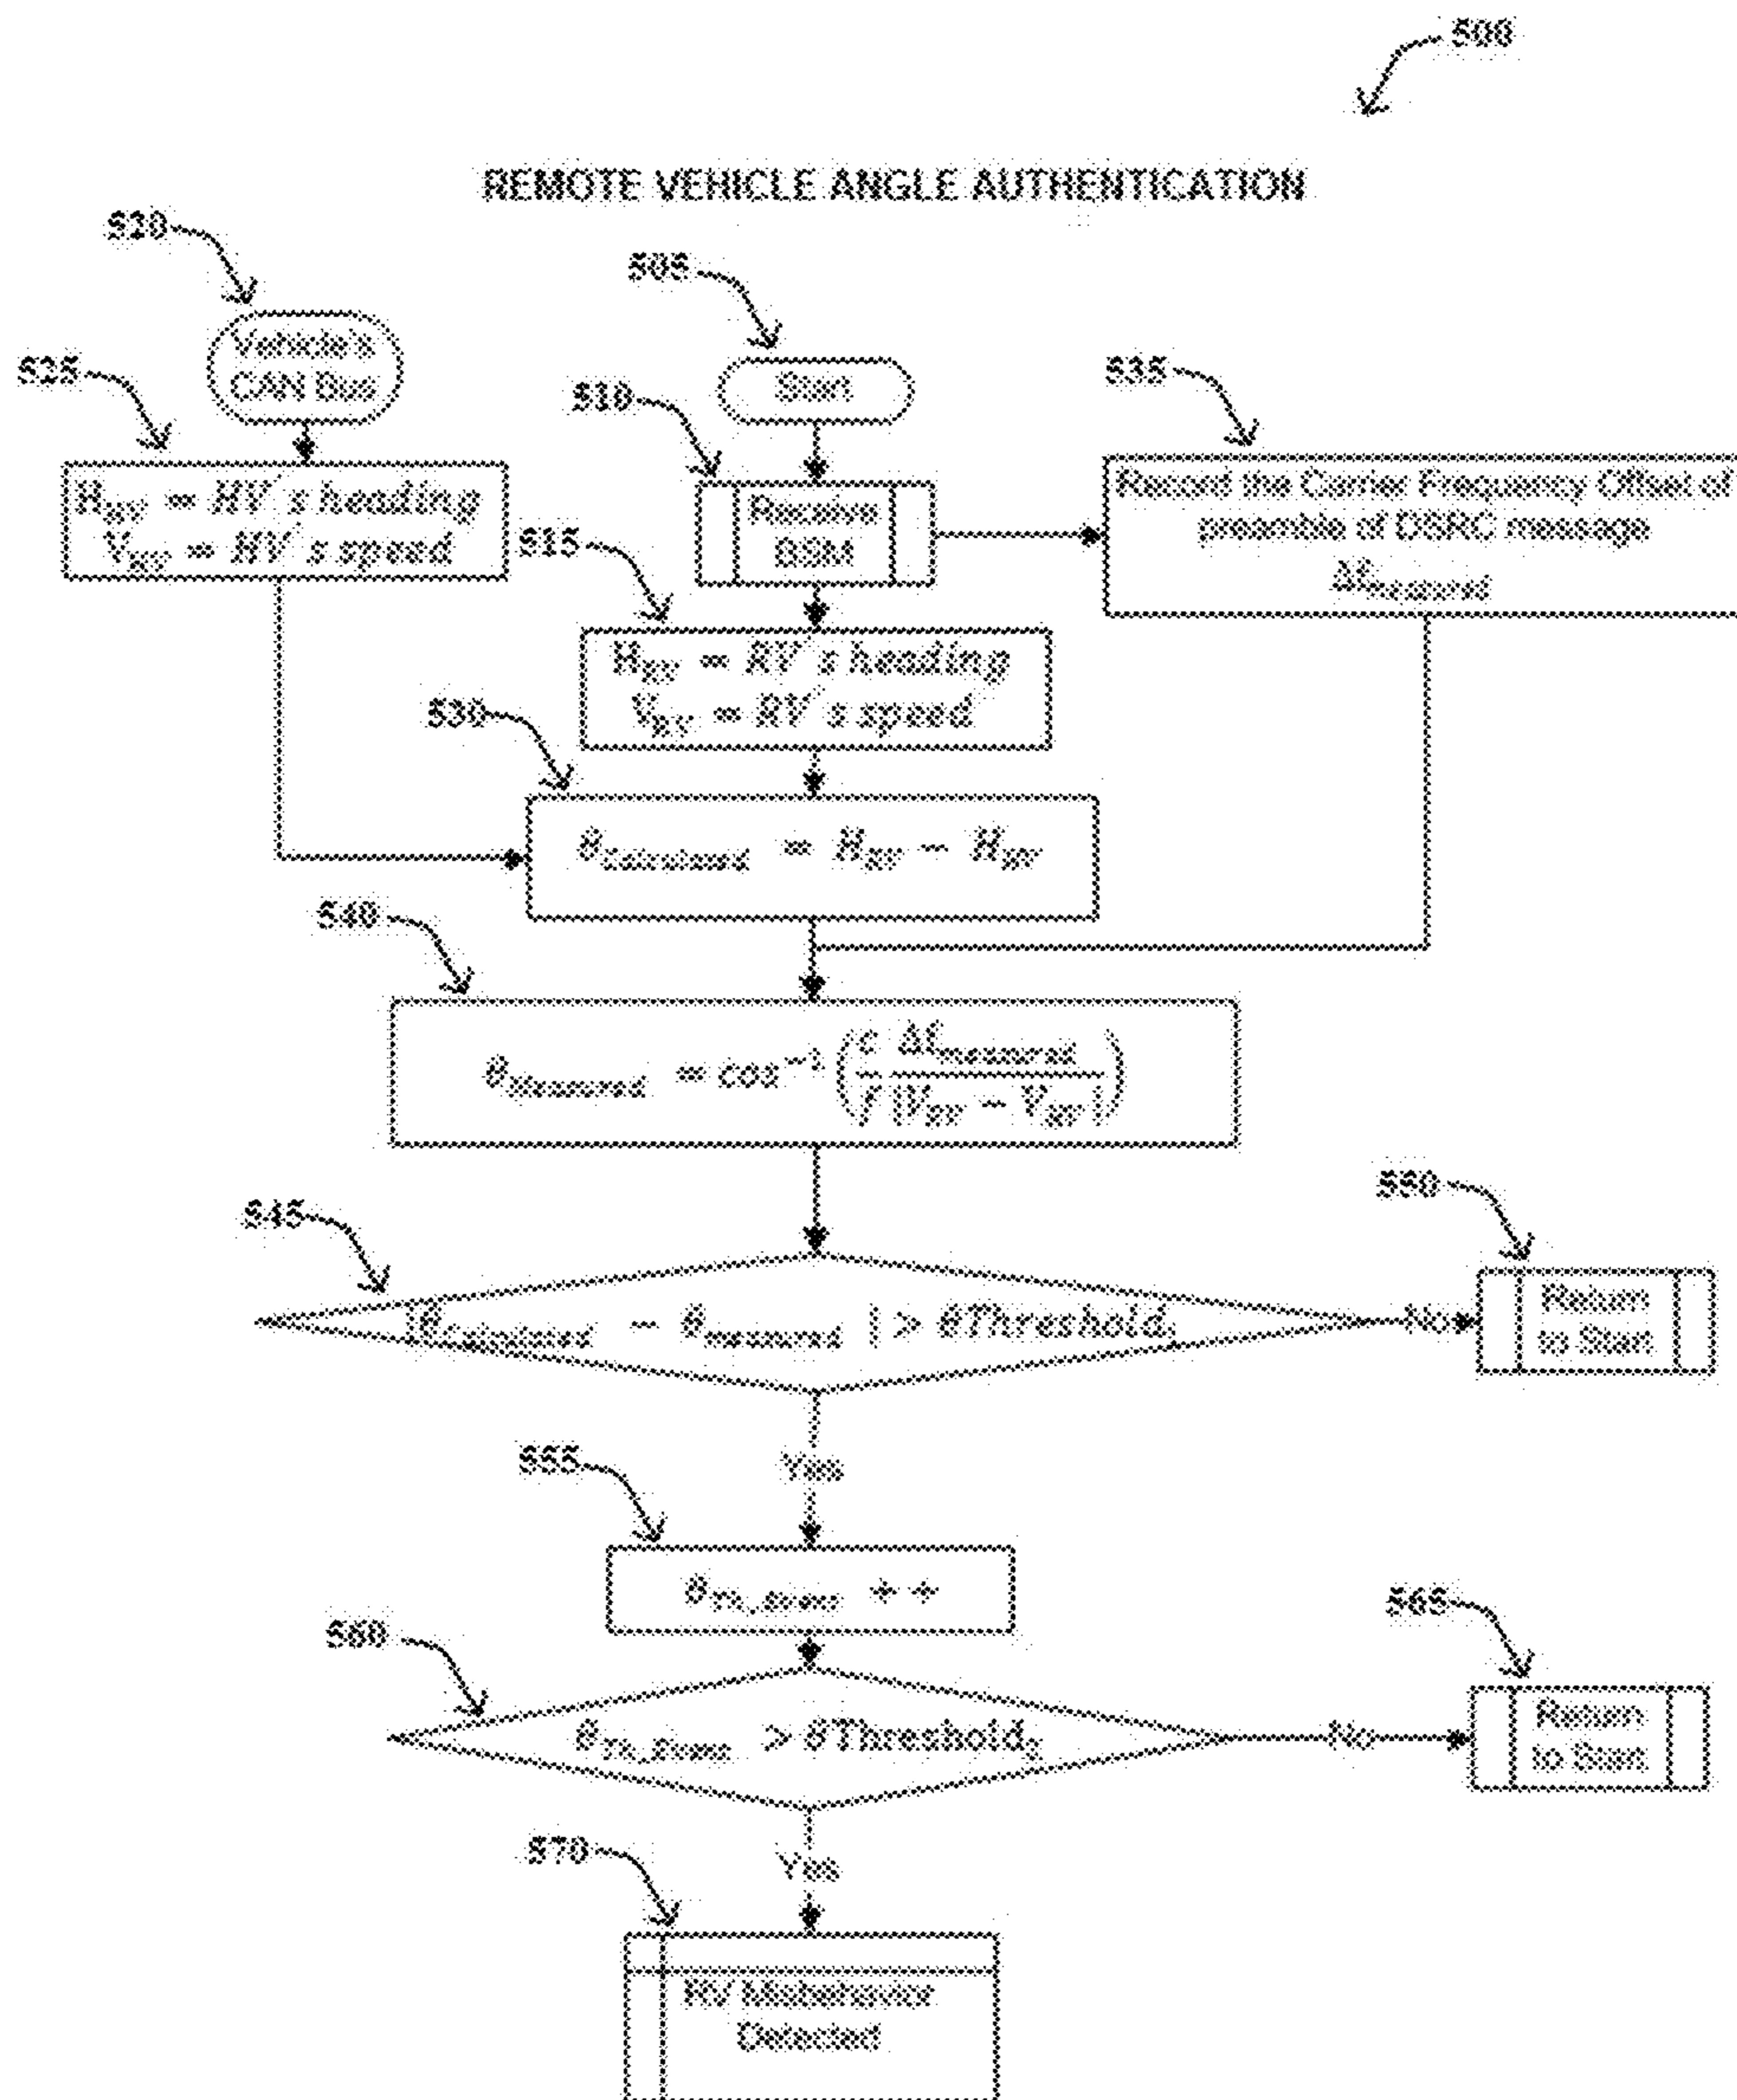 500
REMOTE VEHICLE ANGLE AUTHENTICATION
520
Vehicle's
CAN Bus
505
Start
525
H_HV = HV's heading
V_HV = HV's speed
510
Receive
BSM
535
Record the Carrier Frequency Offset of
preamble of DSRC message
Δf_measured
515
H_RV = RV's heading
V_RV = RV's speed
530
θ_Calculated = H_RV − H_HV
540
θ_Measured = cos⁻¹ (c Δf_measured / f |V_RV − V_HV|)
545
|θ_Calculated − θ_measured | > θThreshold₁
No
550
Return
to Start
Yes
555
θ_Th_Event ++
560
θ_Th_Event > θThreshold₂
No
565
Return
to Start
Yes
570
RV Misbehavior
Detected